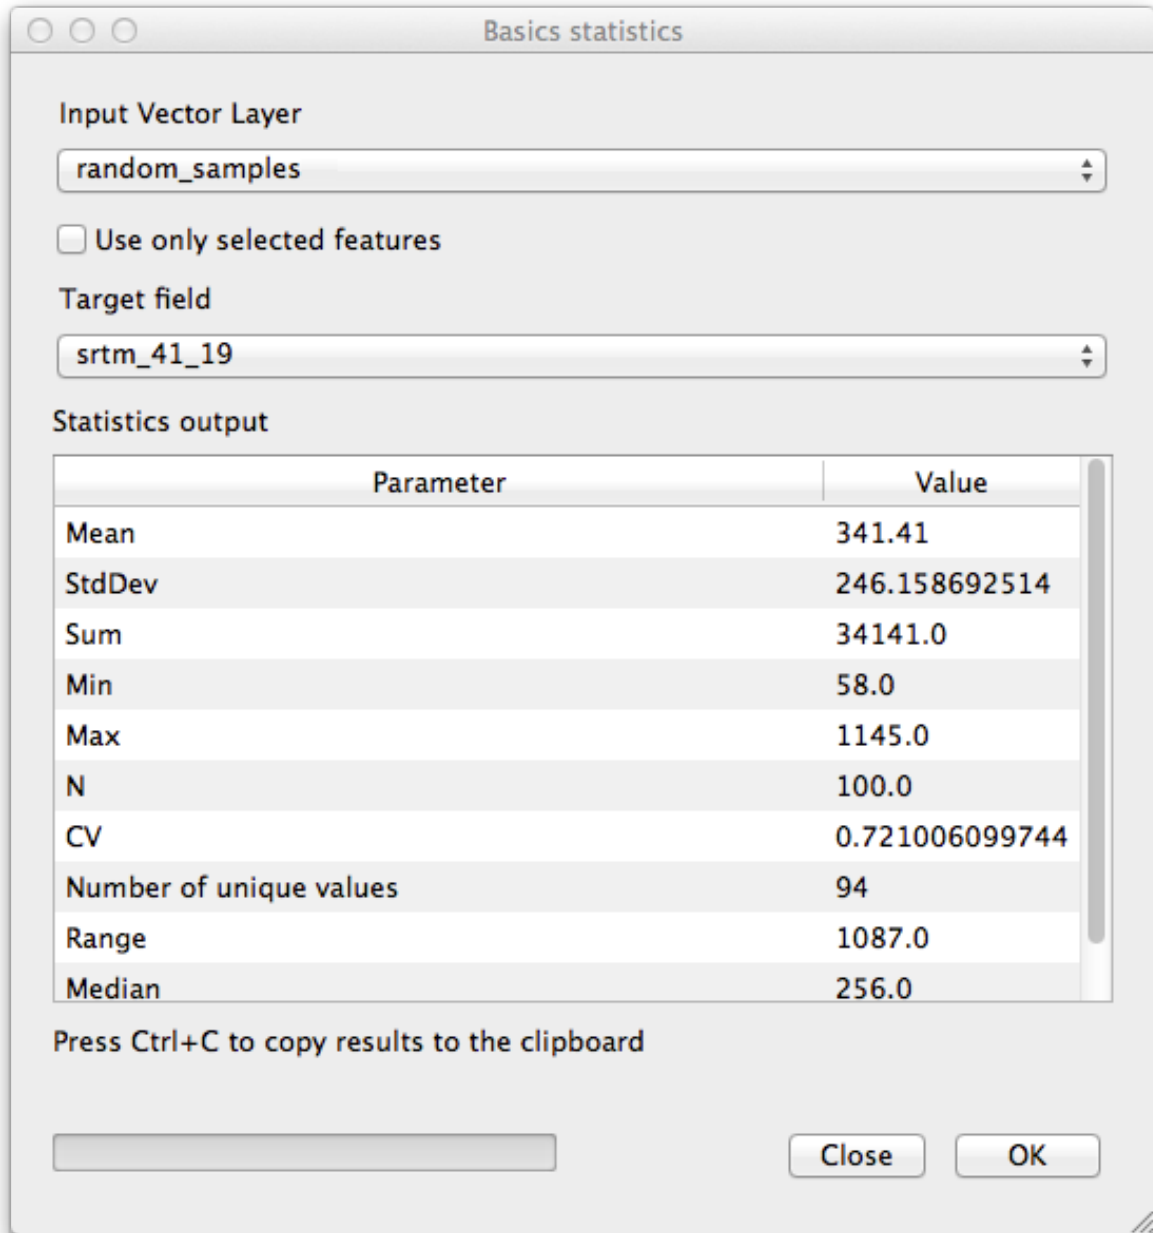 Basics statistics
Input Vector Layer
random_samples
Use only selected features
Target field
srtm_41_19
Statistics output
Parameter Value
Mean 341.41
StdDev 246.158692514
Sum 34141.0
Min 58.0
Max 1145.0
N 100.0
CV 0.721006099744
Number of unique values 94
Range 1087.0
Median 256.0
Press Ctrl+C to copy results to the clipboard
Close OK